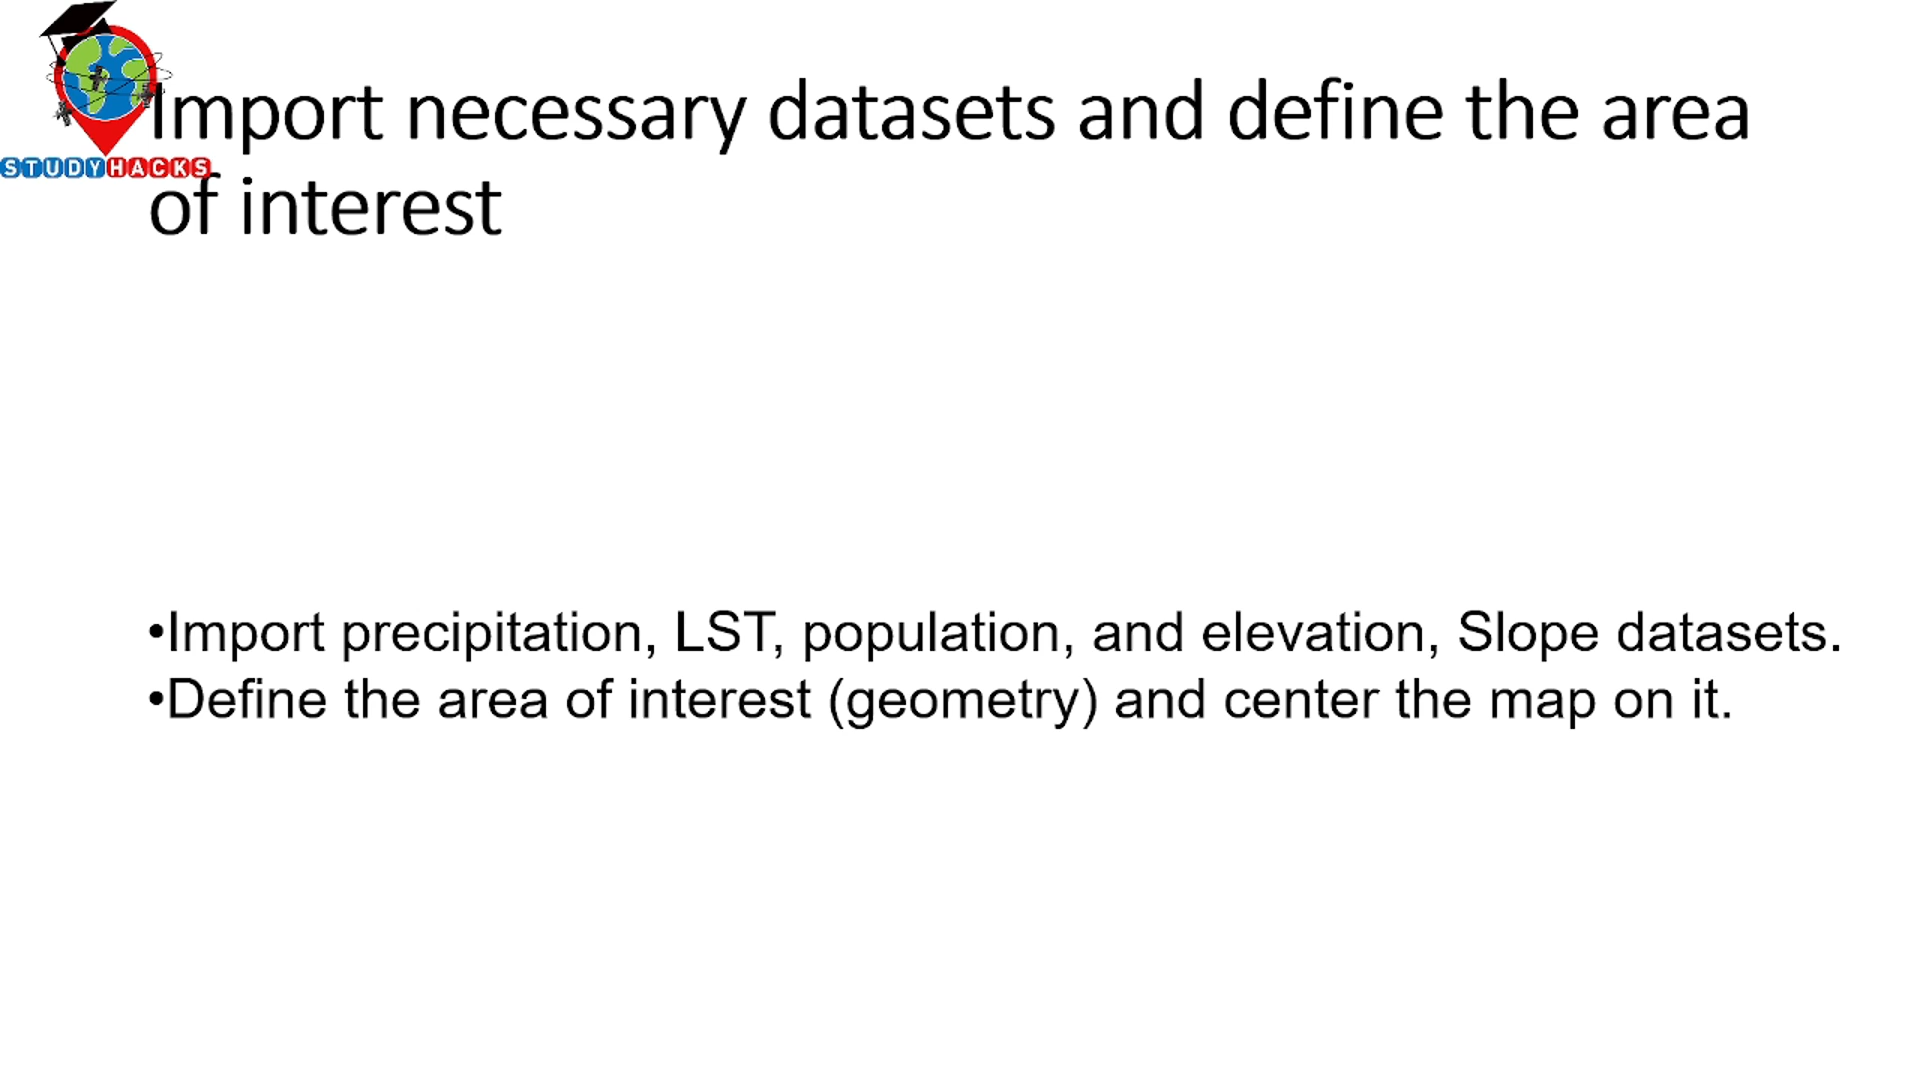 STUDYHACKS
Import necessary datasets and define the area
of interest
•Import precipitation, LST, population, and elevation, Slope datasets.
•Define the area of interest (geometry) and center the map on it.